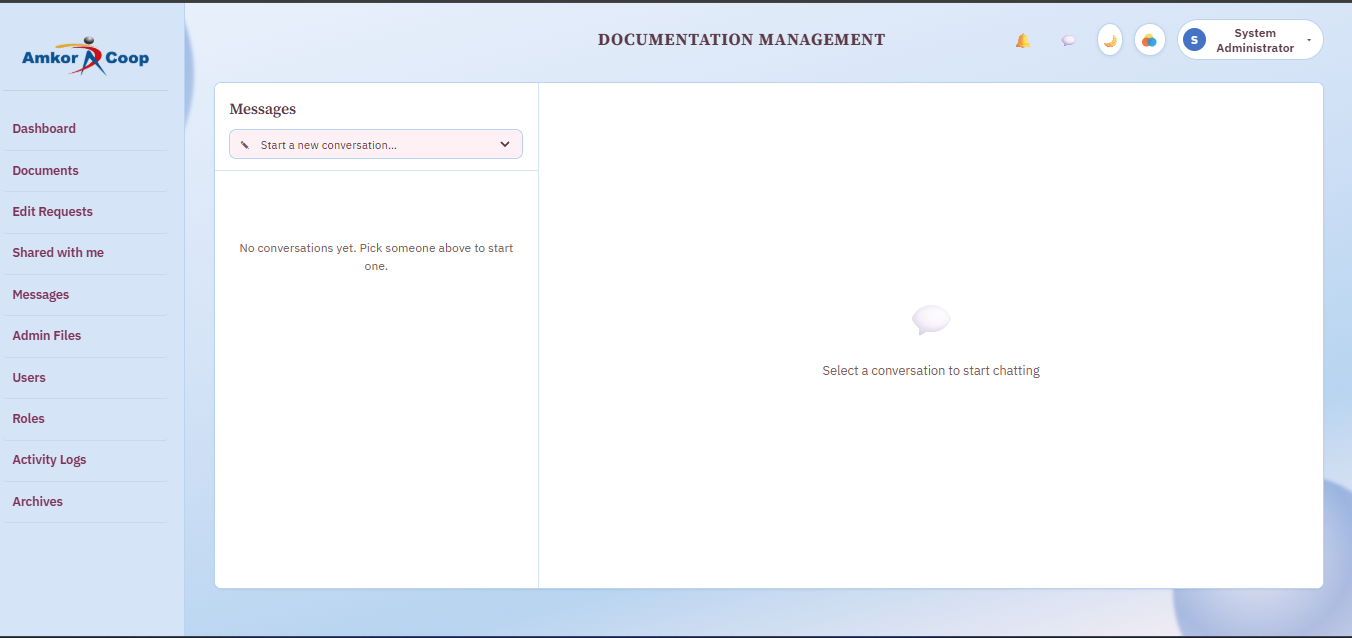 Amkor Coop
DOCUMENTATION MANAGEMENT
S
System
Administrator
Dashboard
Documents
Edit Requests
Shared with me
Messages
Admin Files
Users
Roles
Activity Logs
Archives
Messages
Start a new conversation...
No conversations yet. Pick someone above to start
one.
Select a conversation to start chatting